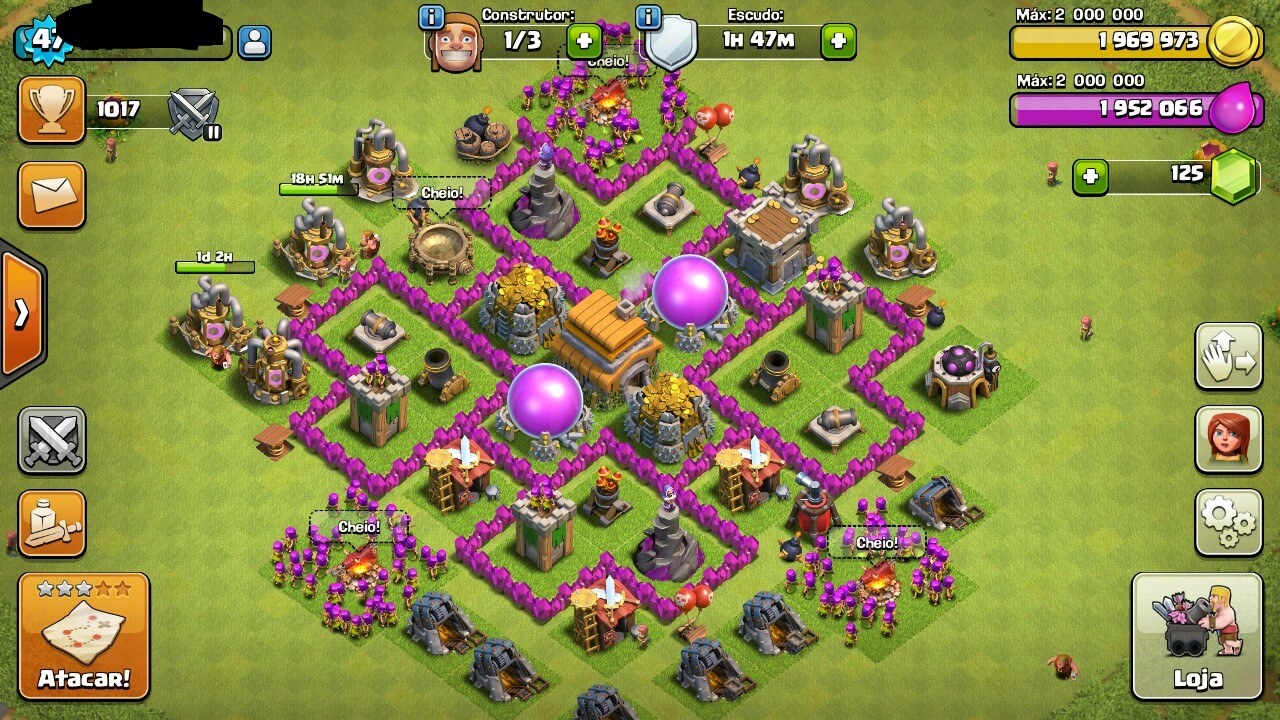 47
Construtor:
1/3
Escudo:
1H 47M
Máx: 2 000 000
1 969 973
Máx: 2 000 000
1 952 066
125
1017
Cheio!
18H 51M
Cheio!
1d 2H
Cheio!
Cheio!
Atacar!
Loja